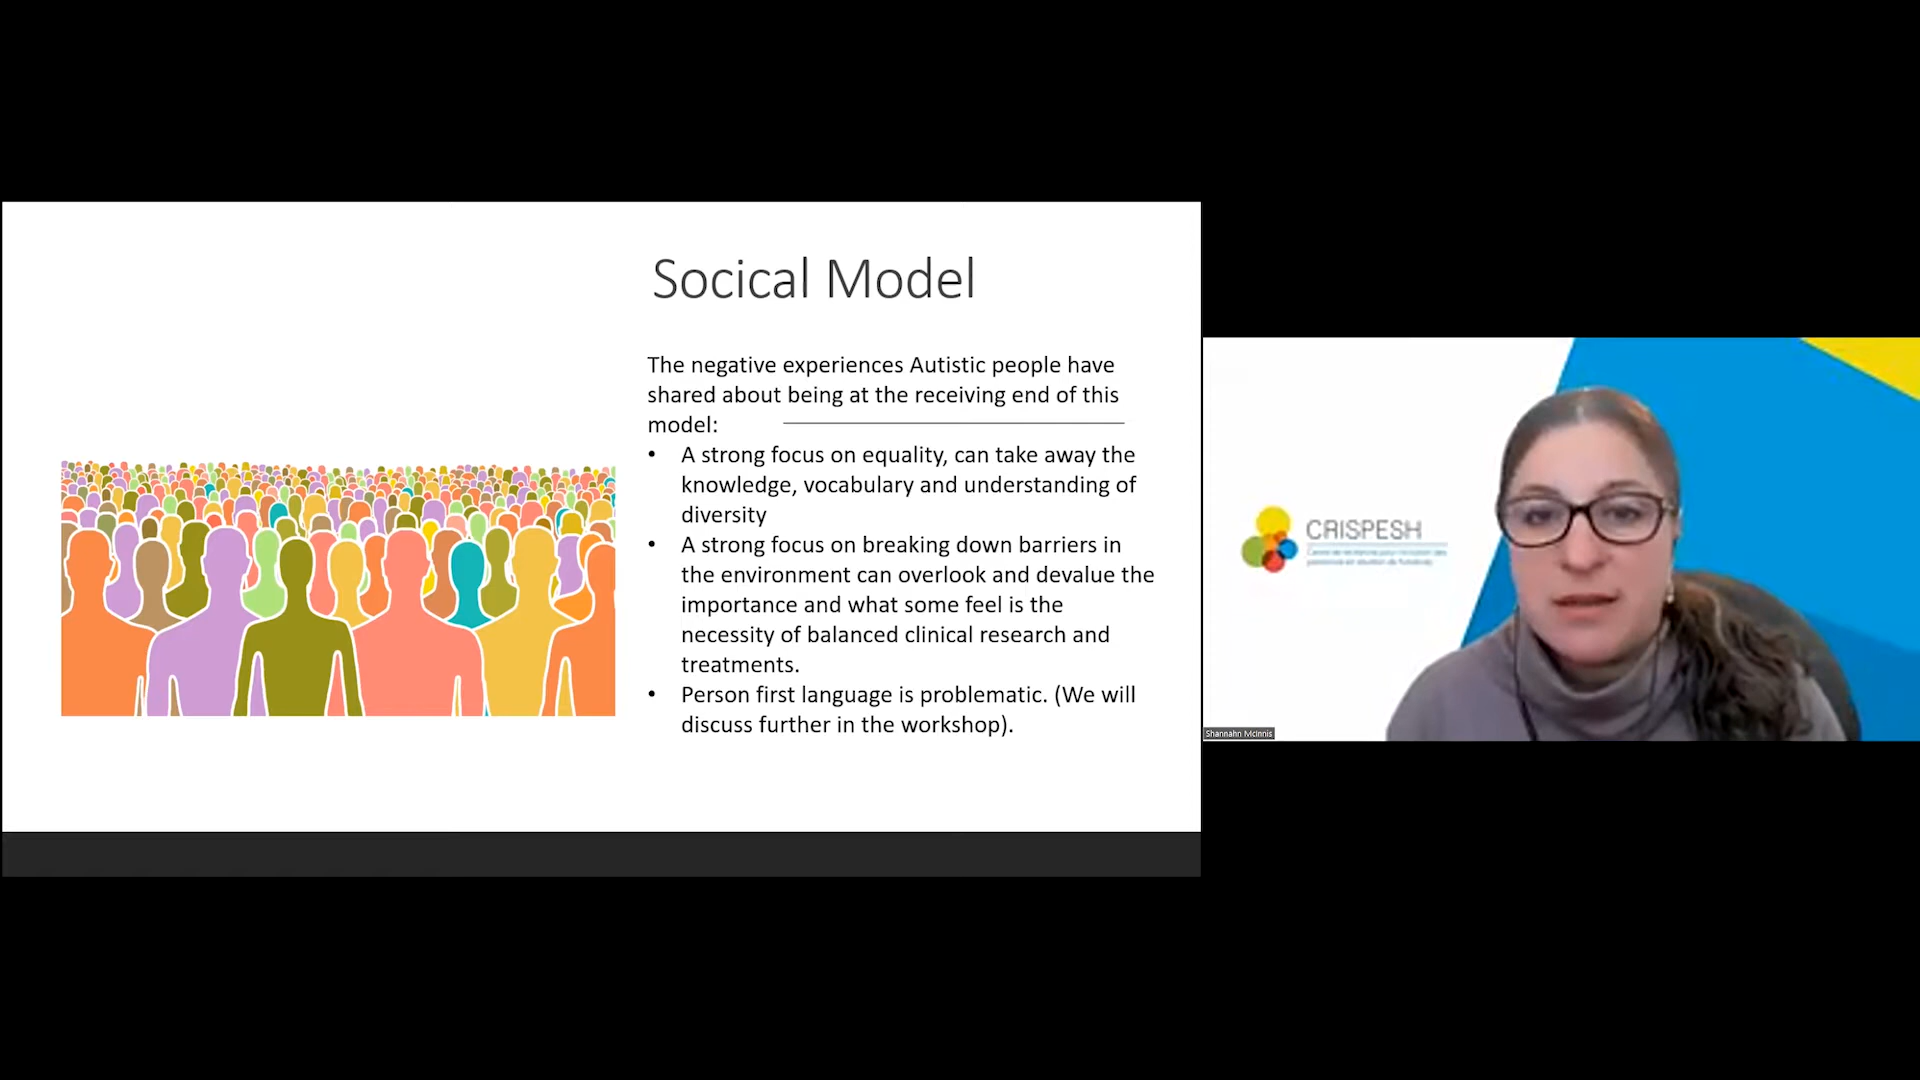 Socical Model
The negative experiences Autistic people have
shared about being at the receiving end of this
model:
• A strong focus on equality, can take away the
knowledge, vocabulary and understanding of
diversity
• A strong focus on breaking down barriers in
the environment can overlook and devalue the
importance and what some feel is the
necessity of balanced clinical research and
treatments.
• Person first language is problematic. (We will
discuss further in the workshop).
CRISPESH
Shannahn McInnis